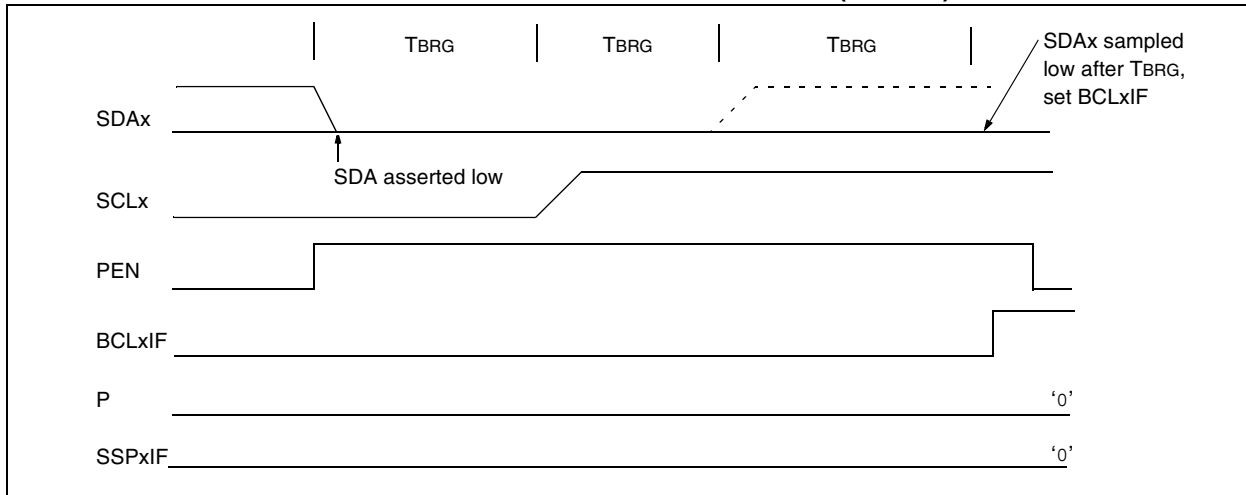 TBRG TBRG TBRG
SDAx sampled
low after TBRG,
set BCLxIF
SDAx
SDA asserted low
SCLx
PEN
BCLxIF
P ‘0’
SSPxIF ‘0’